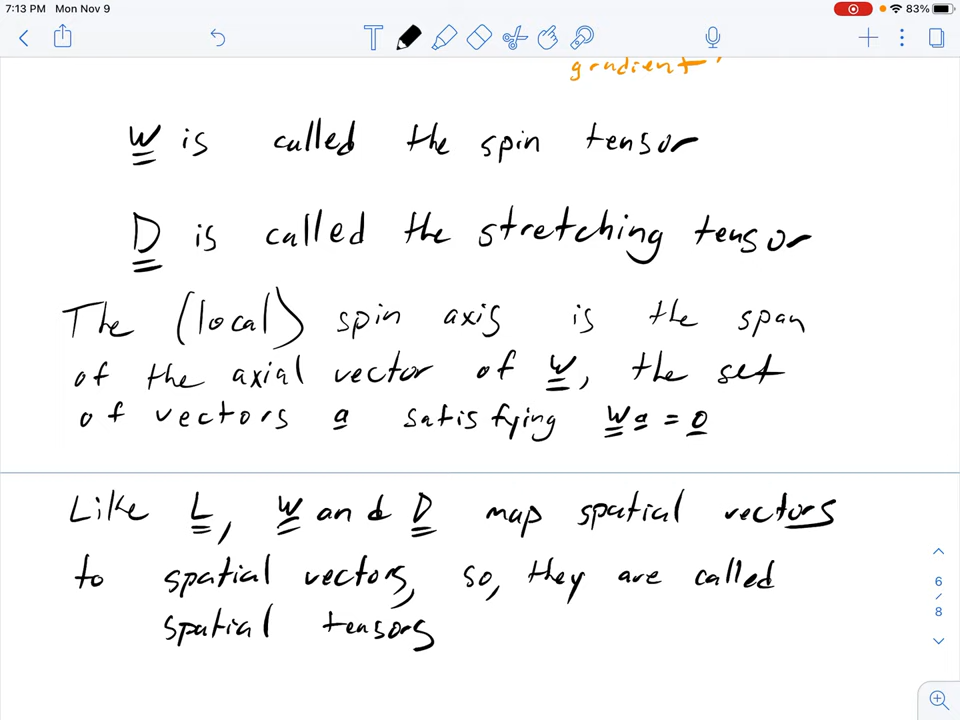 7:13 PM Mon Nov 9
83%
T
gradient
W is called the spin tensor
D is called the stretching tensor
The (local) spin axis is the span
of the axial vector of W, the set
of vectors a satisfying Wa = 0
Like L, W and D map spatial vectors
to spatial vectors, so, they are called
spatial tensors
6
/
8